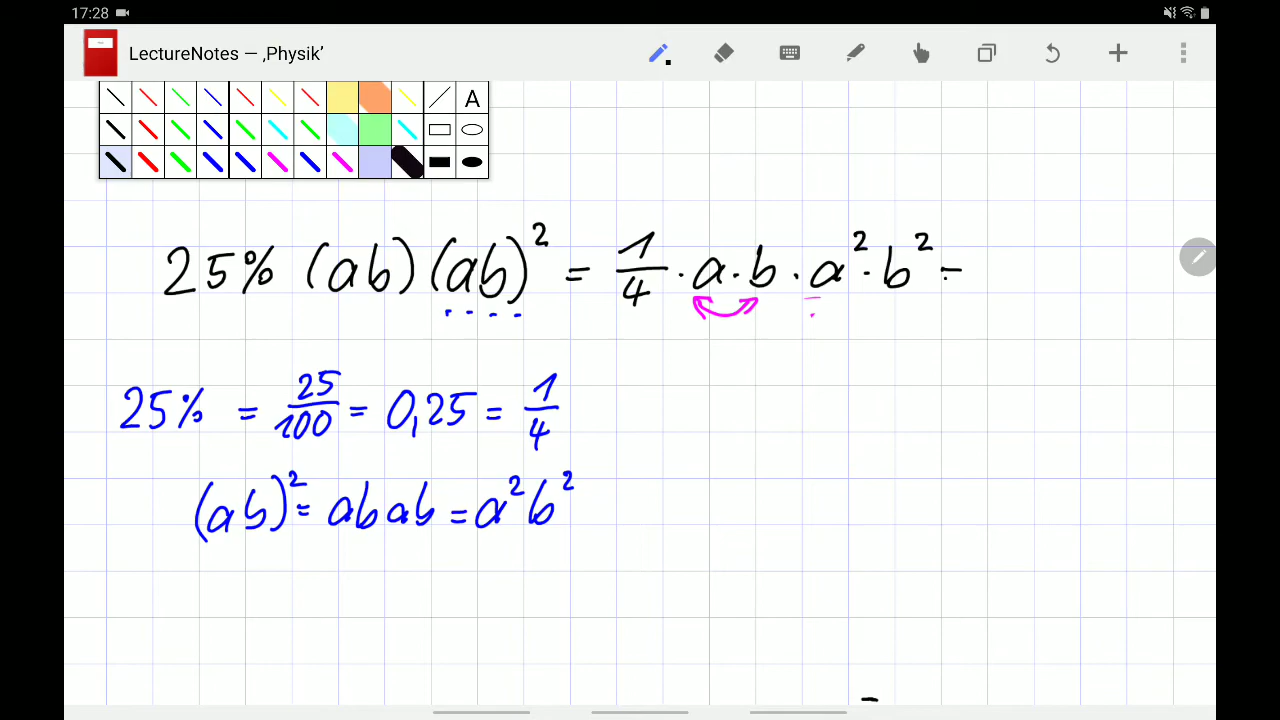 17:28
LectureNotes — ‚Physik’
A
25% (ab)(ab)² = 1/4 · a · b · a² · b² =
25% = 25/100 = 0,25 = 1/4
(ab)² = abab = a²b²